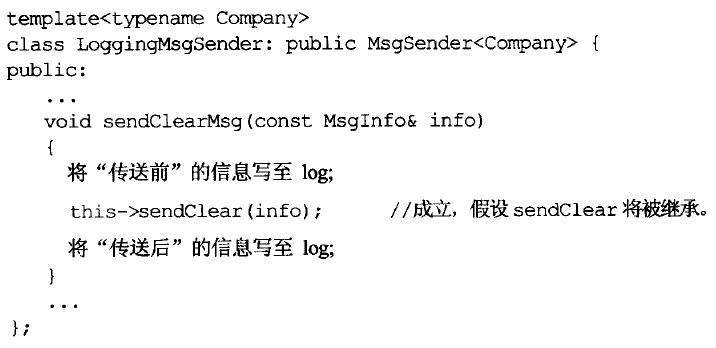 template<typename Company>
class LoggingMsgSender: public MsgSender<Company> {
public:
...
void sendClearMsg(const MsgInfo& info)
{
将“传送前”的信息写至 log;
this->sendClear(info); //成立，假设 sendClear 将被继承。
将“传送后”的信息写至 log;
}
...
};